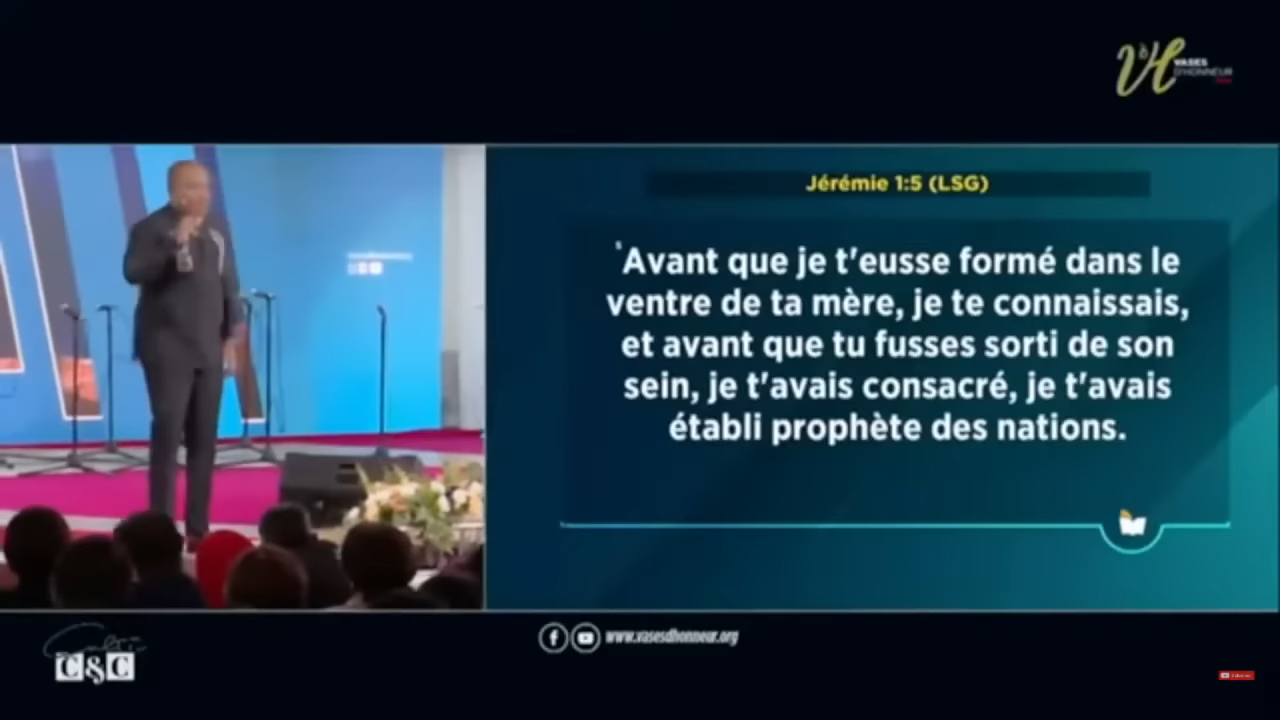 VASES
D'HONNEUR
Jérémie 1:5 (LSG)
Avant que je t'eusse formé dans le
ventre de ta mère, je te connaissais,
et avant que tu fusses sorti de son
sein, je t'avais consacré, je t'avais
établi prophète des nations.
www.vasesdhonneur.org
C&C